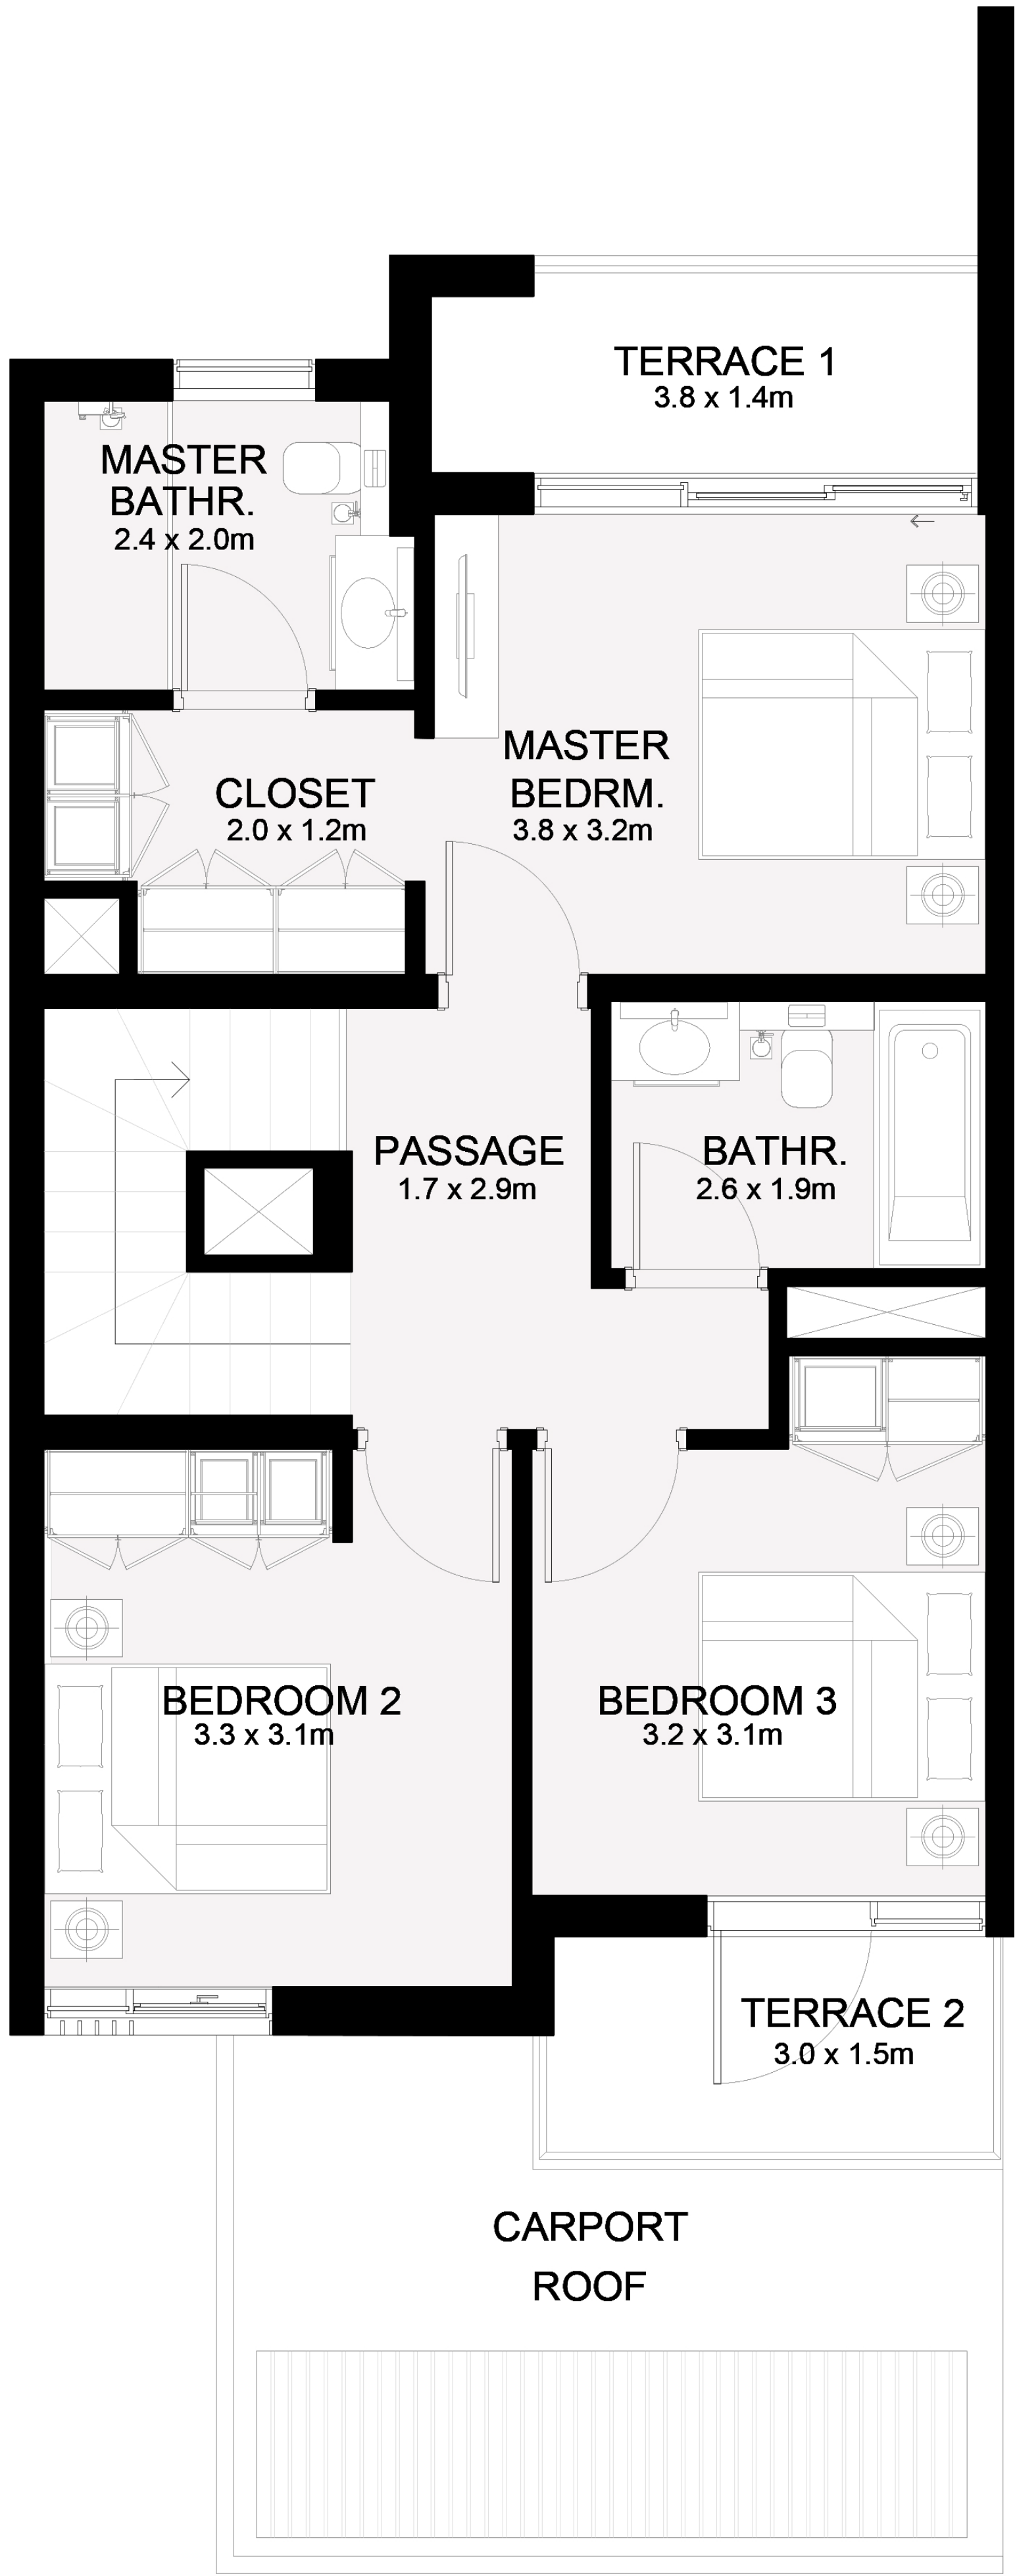 TERRACE 1
3.8 x 1.4m
MASTER
BATHR.
2.4 x 2.0m
MASTER
BEDRM.
3.8 x 3.2m
CLOSET
2.0 x 1.2m
PASSAGE
1.7 x 2.9m
BATHR.
2.6 x 1.9m
BEDROOM 2
3.3 x 3.1m
BEDROOM 3
3.2 x 3.1m
TERRACE 2
3.0 x 1.5m
CARPORT
ROOF